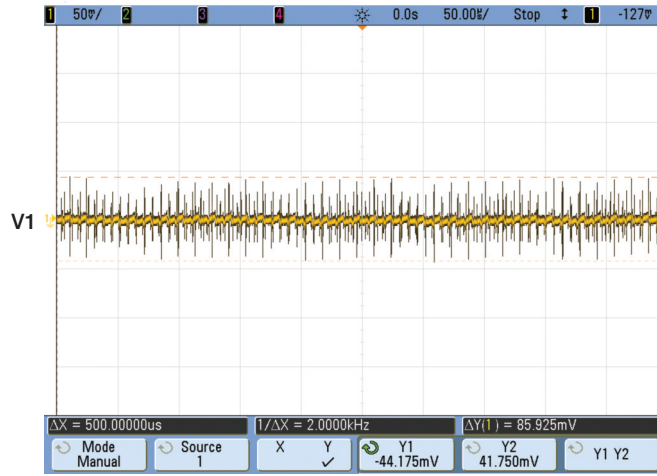 1 50mV/ 2 3 4 0.0s 50.00us/ Stop 1 -127mV
V1
ΔX = 500.00000us 1/ΔX = 2.0000kHz ΔY(1) = 85.925mV
Mode Source X Y Y1 Y2 Y1 Y2
Manual 1 ✓ -44.175mV 41.750mV